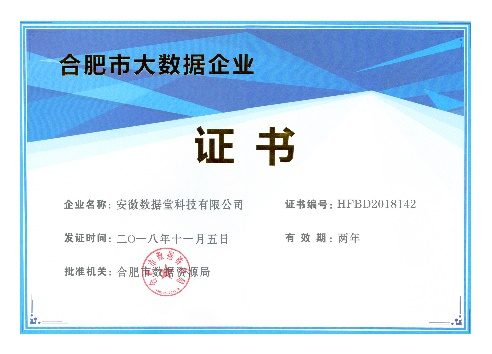 合肥市大数据企业
证书
企业名称：安徽数据堂科技有限公司
证书编号：HFBD2018142
发证时间：二〇一八年十一月五日
有效期：两年
批准机关：合肥市数据资源局